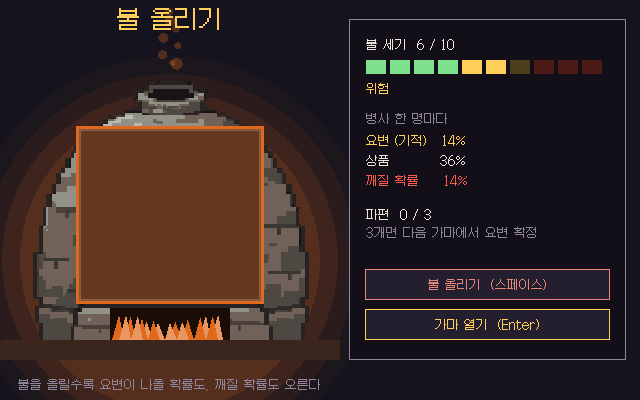 불 올리기
불 세기 6 / 10
위험
병사 한 명마다
요변 (기적) 14%
상품 36%
깨질 확률 14%
파편 0 / 3
3개면 다음 가마에서 요변 확정
불 올리기 (스페이스)
가마 열기 (Enter)
불을 올릴수록 요변이 나올 확률도, 깨질 확률도 오른다